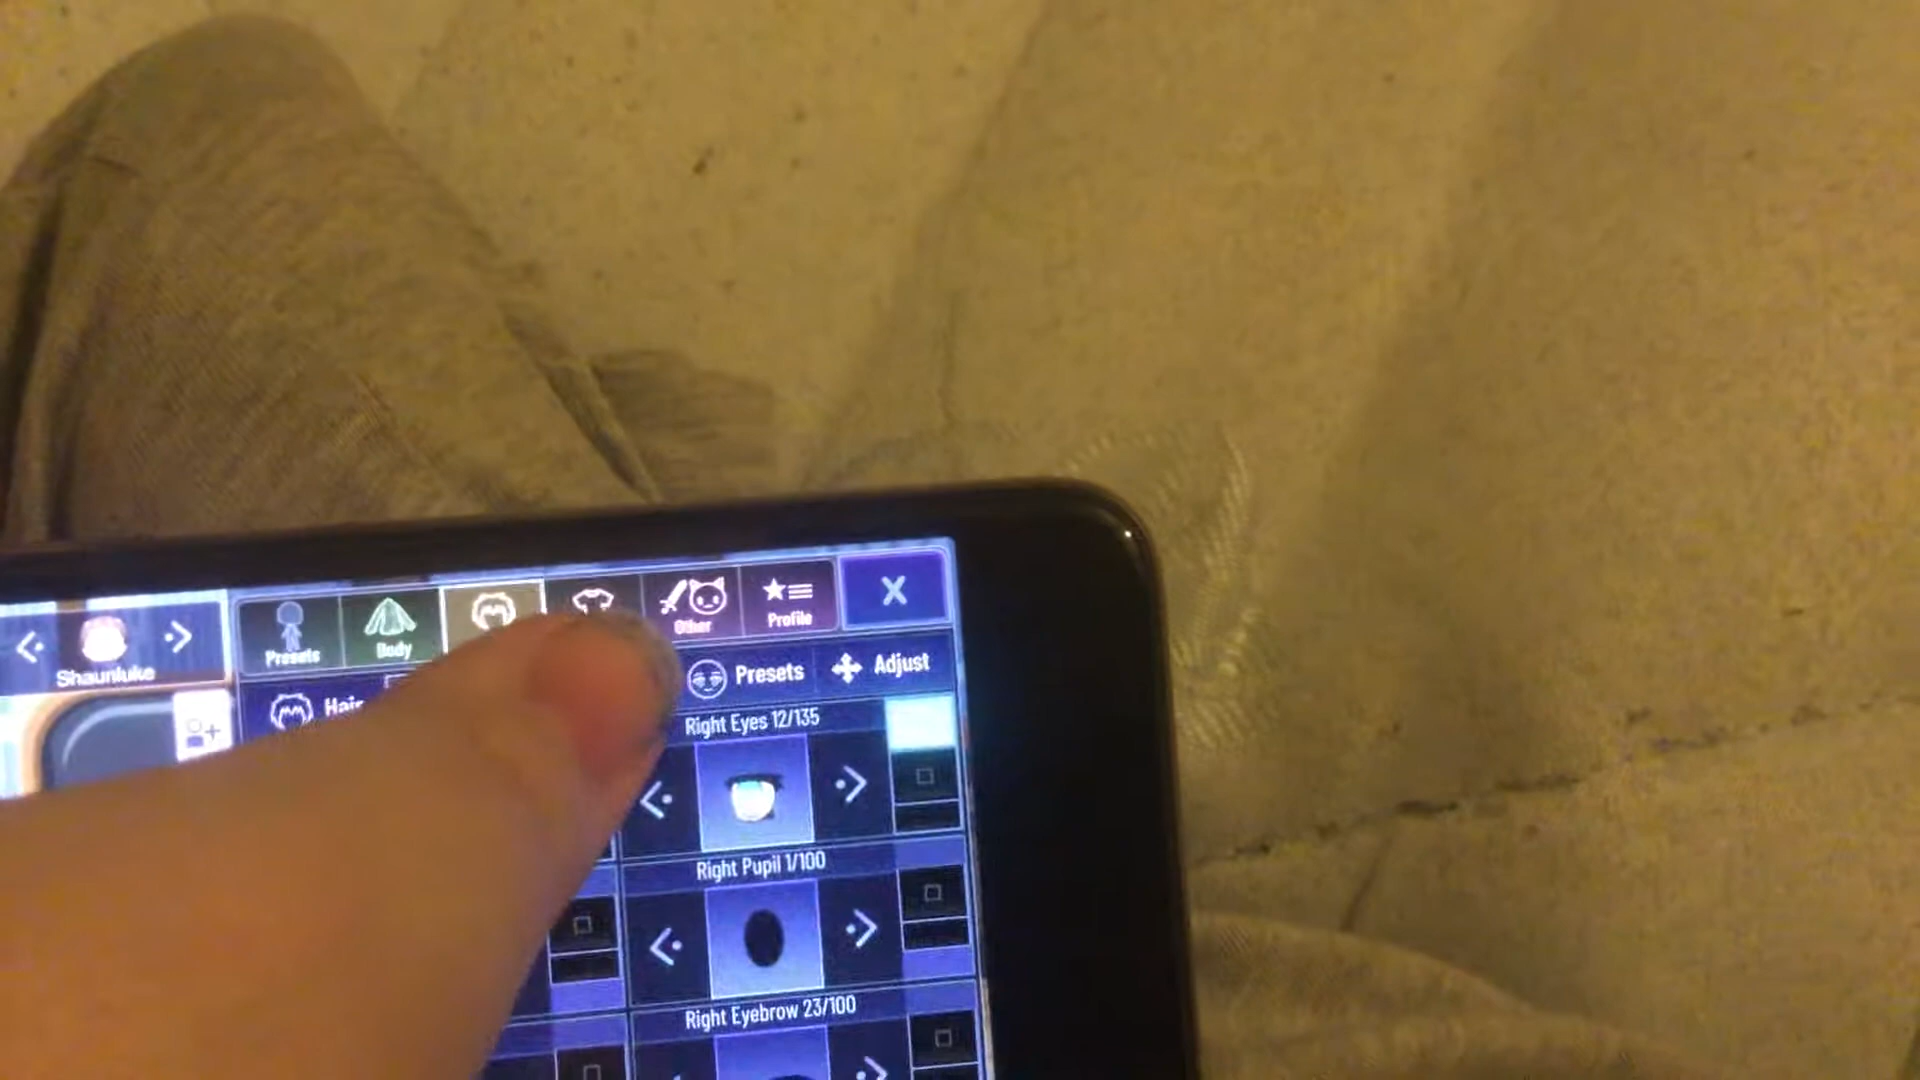 Shaunluke
Presets
Body
Other
Profile
X
Hair
Presets
Adjust
Right Eyes 12/135
Right Pupil 1/100
Right Eyebrow 23/100